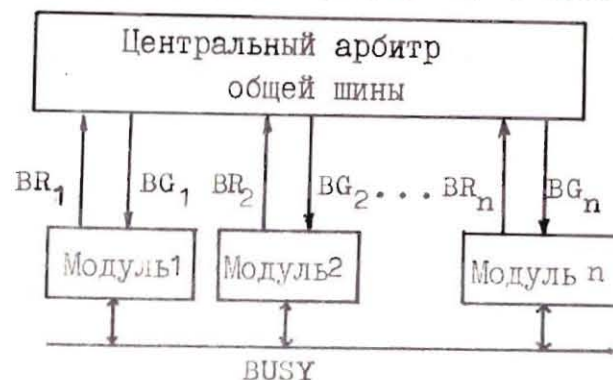 Центральный арбитр
общей шины
BR₁ BG₁ BR₂ BG₂ ... BRₙ BGₙ
Модуль1 Модуль2 Модуль n
BUSY